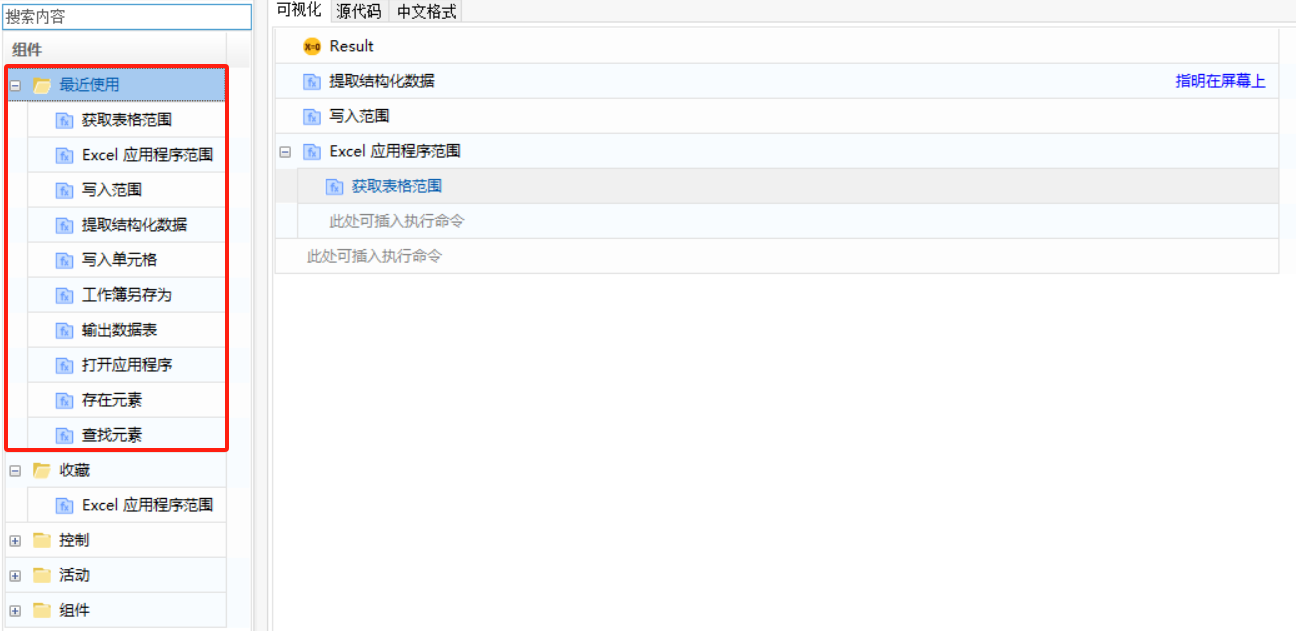 搜索内容
组件
最近使用
获取表格范围
Excel 应用程序范围
写入范围
提取结构化数据
写入单元格
工作簿另存为
输出数据表
打开应用程序
存在元素
查找元素
收藏
Excel 应用程序范围
控制
活动
组件
可视化 源代码 中文格式
X=0 Result
fx 提取结构化数据 指明在屏幕上
fx 写入范围
fx Excel 应用程序范围
fx 获取表格范围
此处可插入执行命令
此处可插入执行命令